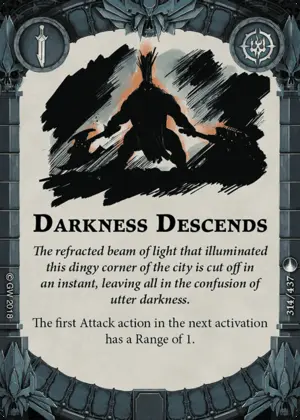 DARKNESS DESCENDS
The refracted beam of light that illuminated
this dingy corner of the city is cut off in
an instant, leaving all in the confusion of
utter darkness.
The first Attack action in the next activation
has a Range of 1.
©GW 2018
314/437